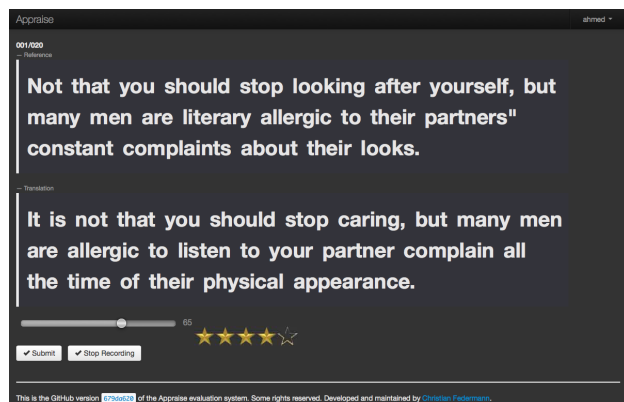 Appraise
ahmed
001/020
— Reference
Not that you should stop looking after yourself, but
many men are literary allergic to their partners"
constant complaints about their looks.
— Translation
It is not that you should stop caring, but many men
are allergic to listen to your partner complain all
the time of their physical appearance.
65
✔ Submit ✔ Stop Recording
This is the GitHub version 679da620 of the Appraise evaluation system. Some rights reserved. Developed and maintained by Christian Federmann.